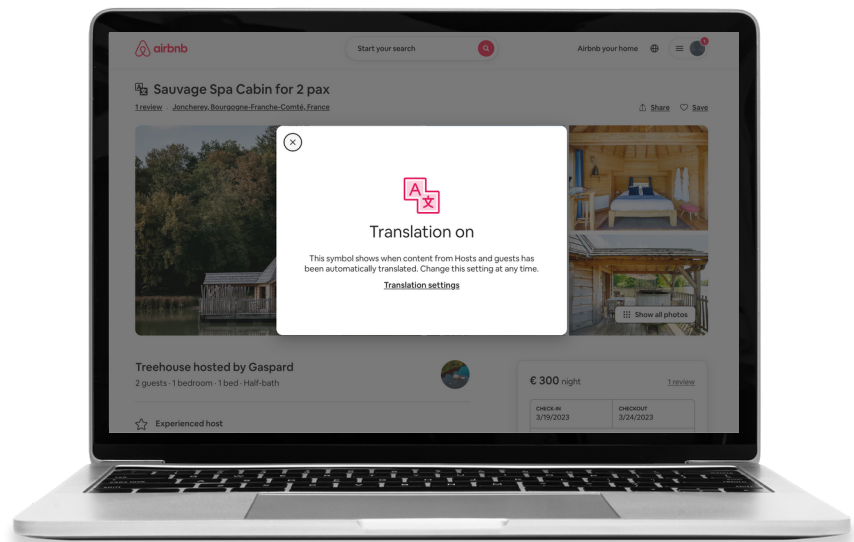 airbnb
Start your search
Airbnb your home
1
Sauvage Spa Cabin for 2 pax
1 review · Joncherey, Bourgogne-Franche-Comté, France
Share
Save
A 文
Translation on
This symbol shows when content from Hosts and guests has
been automatically translated. Change this setting at any time.
Translation settings
Show all photos
Treehouse hosted by Gaspard
2 guests · 1 bedroom · 1 bed · Half-bath
€ 300 night
1 review
CHECK-IN
3/19/2023
CHECKOUT
3/24/2023
Experienced host